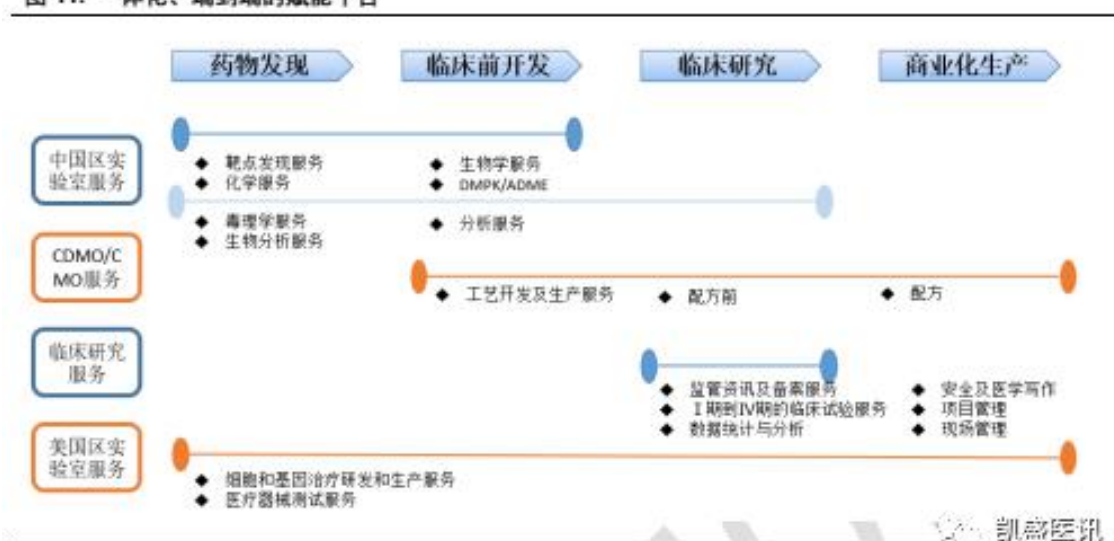 药物发现
临床前开发
临床研究
商业化生产
中国区实
验室服务
◆ 靶点发现服务
◆ 化学服务
◆ 生物学服务
◆ DMPK/ADME
◆ 毒理学服务
◆ 生物分析服务
◆ 分析服务
CDMO/C
MO服务
◆ 工艺开发及生产服务
◆ 配方前
◆ 配方
临床研究
服务
◆ 监管资讯及备案服务
◆ Ⅰ期到Ⅳ期的临床试验服务
◆ 数据统计与分析
◆ 安全及医学写作
◆ 项目管理
◆ 现场管理
美国区实
验室服务
◆ 细胞和基因治疗研发和生产服务
◆ 医疗器械测试服务
凯盛医讯